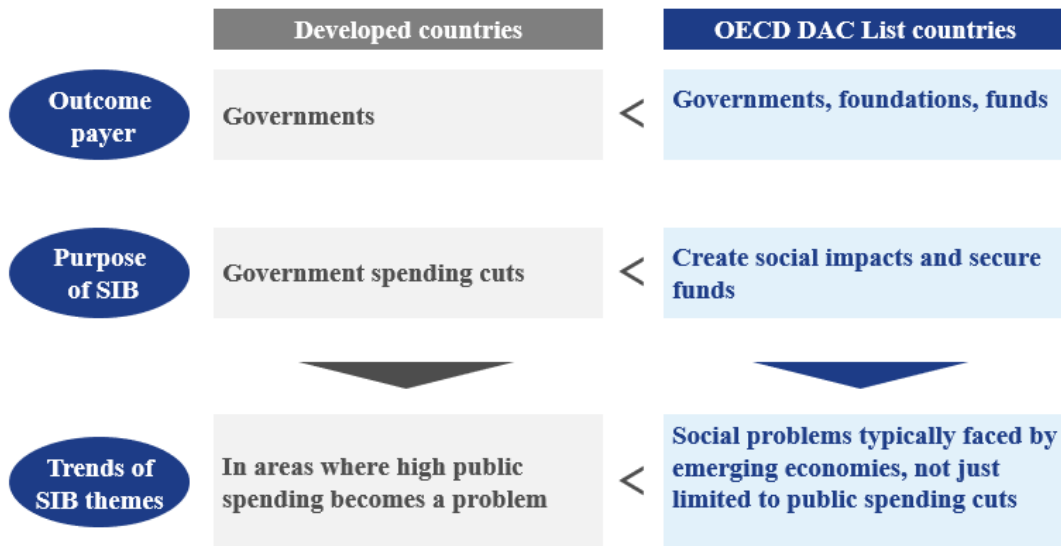 Developed countries
OECD DAC List countries
Outcome
payer
Governments
<
Governments, foundations, funds
Purpose
of SIB
Government spending cuts
<
Create social impacts and secure
funds
Trends of
SIB themes
In areas where high public
spending becomes a problem
<
Social problems typically faced by
emerging economies, not just
limited to public spending cuts